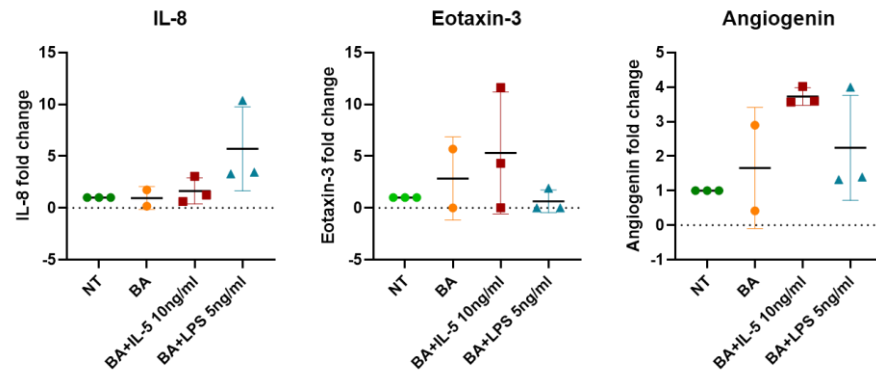 IL-8
15
10
5
0
-5
IL-8 fold change
NT
BA
BA+IL-5 10ng/ml
BA+LPS 5ng/ml
Eotaxin-3
15
10
5
0
-5
Eotaxin-3 fold change
NT
BA
BA+IL-5 10ng/ml
BA+LPS 5ng/ml
Angiogenin
5
4
3
2
1
0
-1
Angiogenin fold change
NT
BA
BA+IL-5 10ng/ml
BA+LPS 5ng/ml